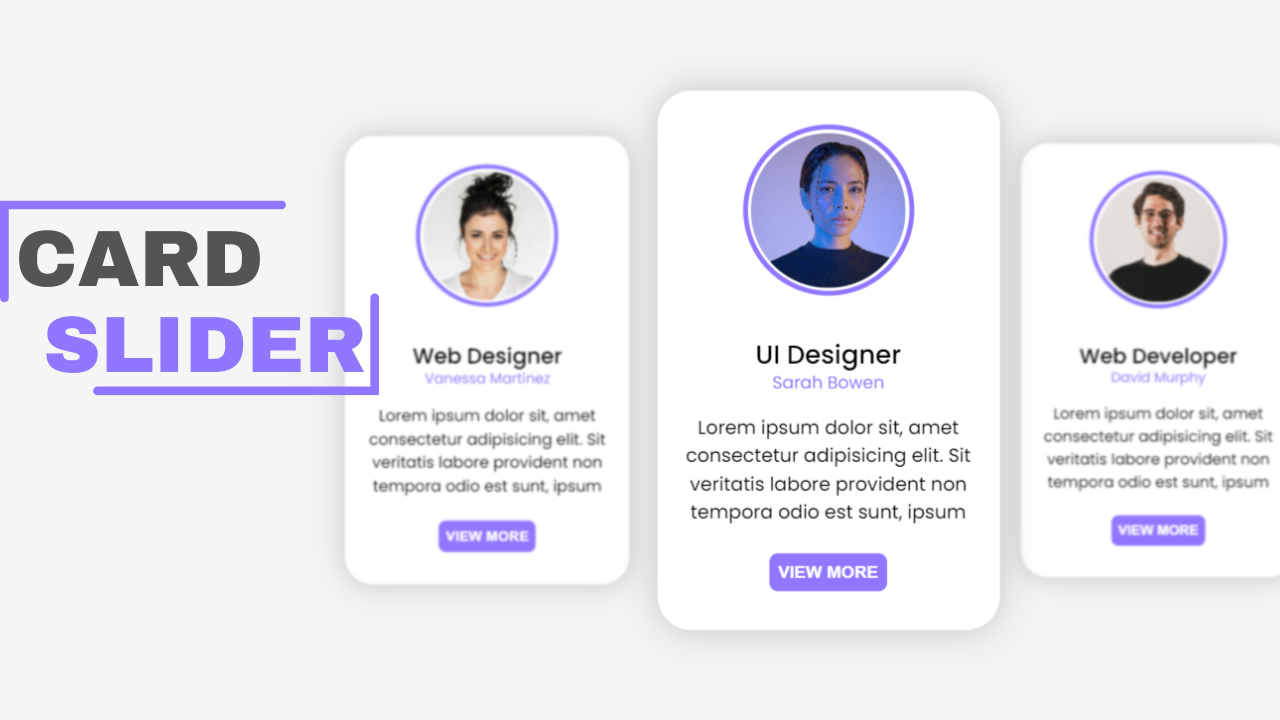 CARD
SLIDER
Web Designer
Vanessa Martinez
Lorem ipsum dolor sit, amet
consectetur adipisicing elit. Sit
veritatis labore provident non
tempora odio est sunt, ipsum
VIEW MORE
UI Designer
Sarah Bowen
Lorem ipsum dolor sit, amet
consectetur adipisicing elit. Sit
veritatis labore provident non
tempora odio est sunt, ipsum
VIEW MORE
Web Developer
David Murphy
Lorem ipsum dolor sit, amet
consectetur adipisicing elit. Sit
veritatis labore provident non
tempora odio est sunt, ipsum
VIEW MORE